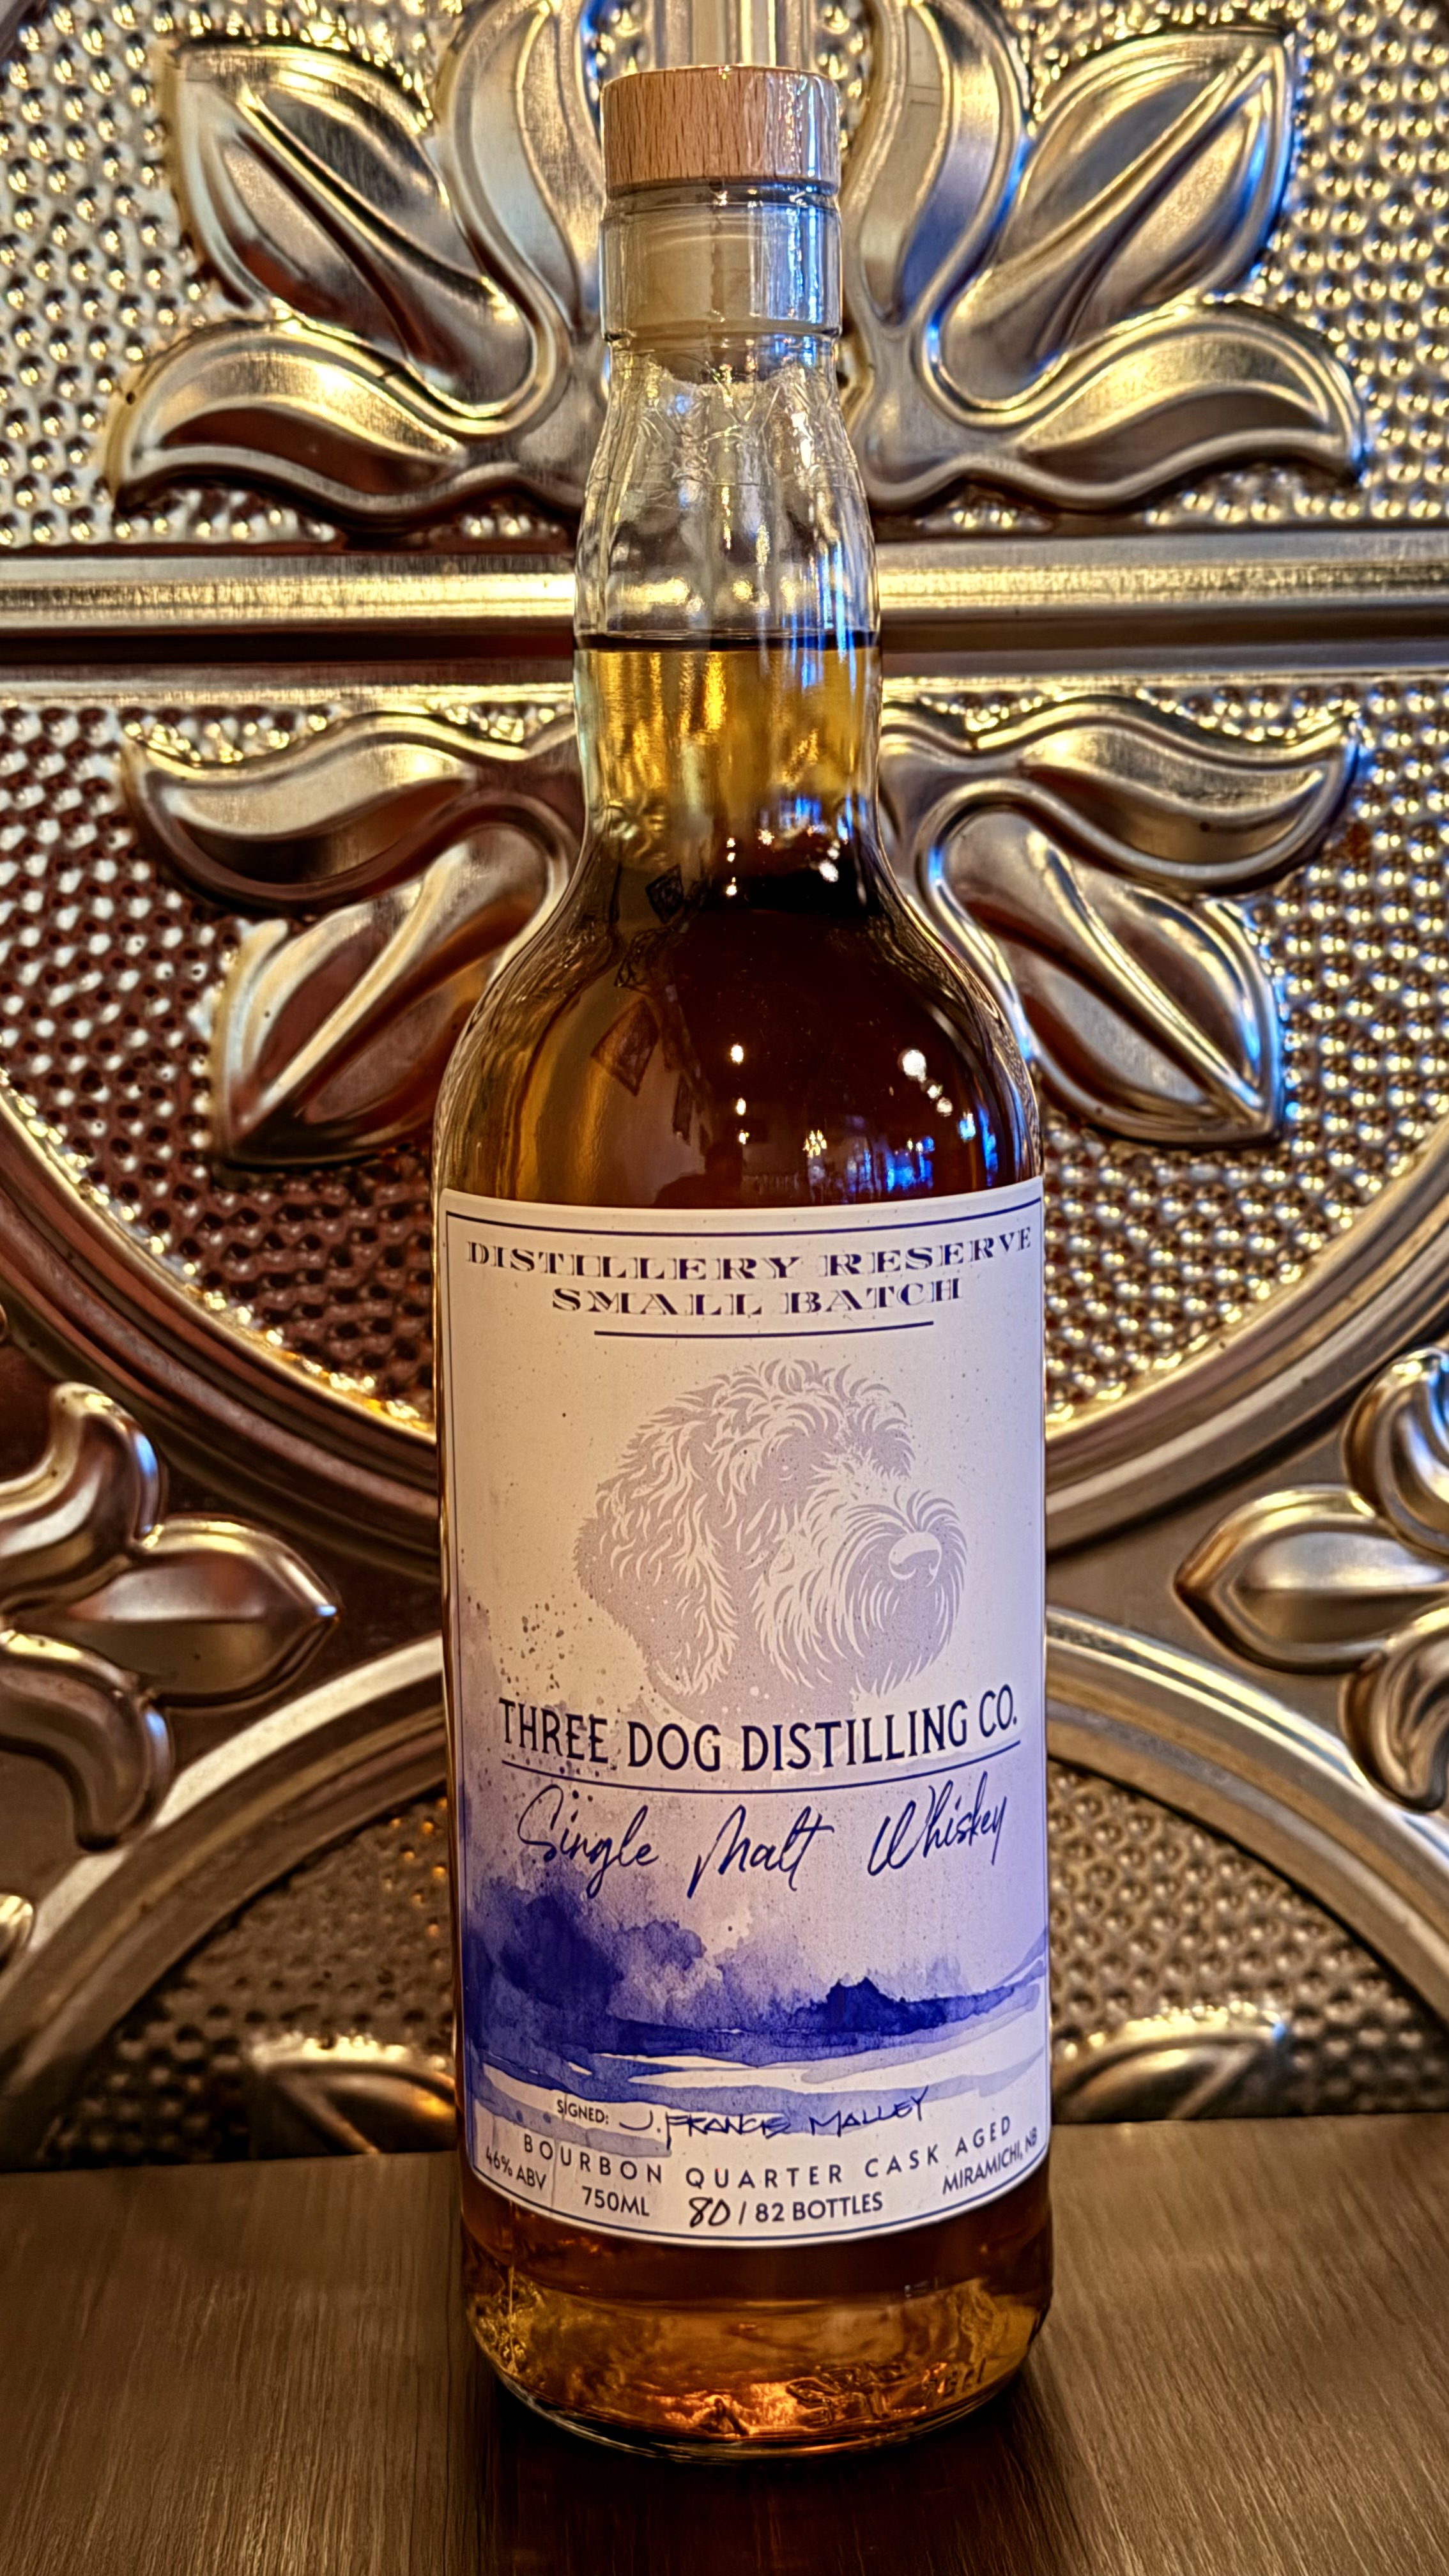 DISTILLERY RESERVE
SMALL BATCH
THREE DOG DISTILLING CO.
Single Malt Whiskey
SIGNED: J. FRANCIS MALLEY
BOURBON QUARTER CASK AGED
46% ABV 750ML 80 / 82 BOTTLES MIRAMICHI, NB